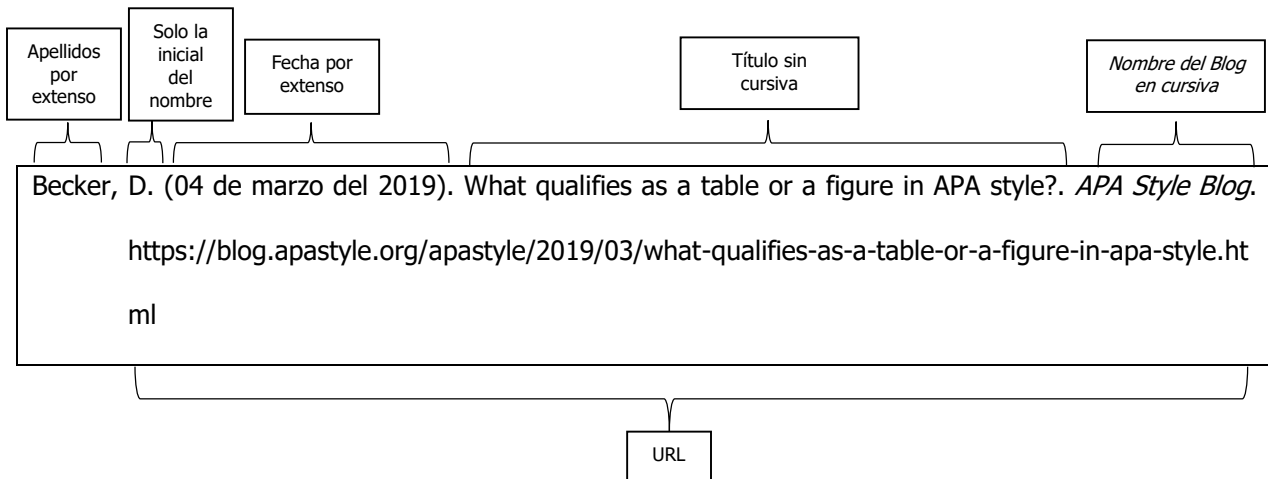 Apellidos
por
extenso
Solo la
inicial
del
nombre
Fecha por
extenso
Título sin
cursiva
Nombre del Blog
en cursiva
Becker, D. (04 de marzo del 2019). What qualifies as a table or a figure in APA style?. APA Style Blog.
https://blog.apastyle.org/apastyle/2019/03/what-qualifies-as-a-table-or-a-figure-in-apa-style.ht
ml
URL